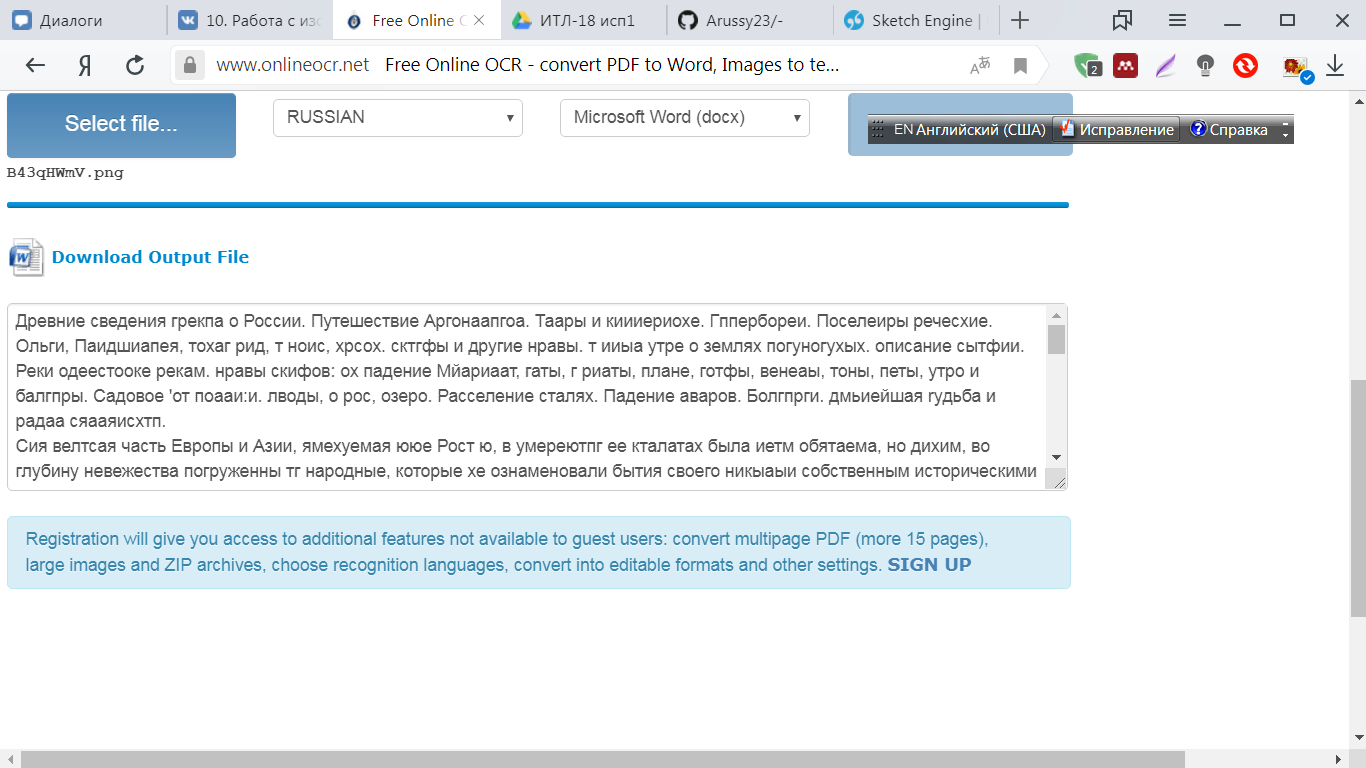 Диалоги
10. Работа с изо
Free Online O
ИТЛ-18 исп1
Arussy23/-
Sketch Engine |
Я
www.onlineocr.net Free Online OCR - convert PDF to Word, Images to te...
2
Select file...
RUSSIAN
Microsoft Word (docx)
EN Английский (США) Исправление Справка
B43qHWmV.png
Download Output File
Древние сведения грекпа о России. Путешествие Аргонаапгоа. Таары и кииериохе. Гппербореи. Поселеиры речесхие.
Ольги, Паидшиапея, тохаг рид, т ноис, хрсох. сктгфы и другие нравы. т ииыа утре о землях погуногухых. описание сытфии.
Реки одеестооке рекам. нравы скифов: ох падение Мйариаат, гаты, г риаты, плане, готфы, венеаы, тоны, петы, утро и
балгпры. Садовое 'от поааи:и. лводы, о рос, озеро. Расселение сталях. Падение аваров. Болгпрги. дмьиейшая гудьба и
радаа сяааяисхтп.
Сия велтсая часть Европы и Азии, ямехуемая ююе Рост ю, в умереютпг ее кталатах была иетм обятаема, но дихим, во
глубину невежества погруженны тг народные, которые хе ознаменовали бытия своего никыаыи собственным историческими
Registration will give you access to additional features not available to guest users: convert multipage PDF (more 15 pages),
large images and ZIP archives, choose recognition languages, convert into editable formats and other settings. SIGN UP